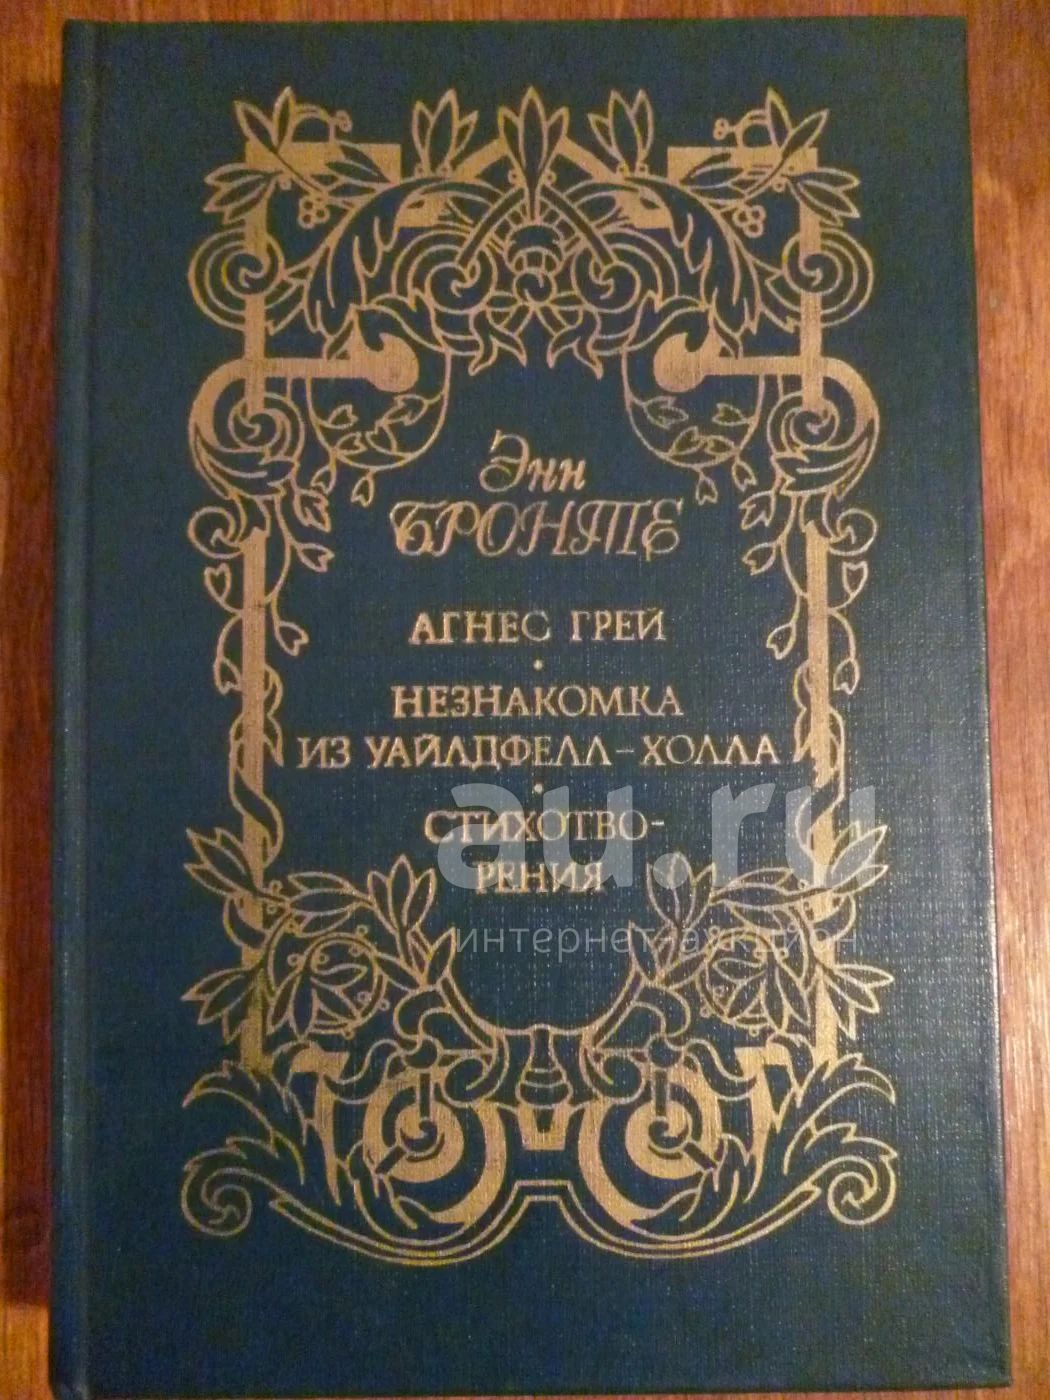 Энн
БРОНТЕ
АГНЕС ГРЕЙ
•
НЕЗНАКОМКА
ИЗ УАЙЛДФЕЛЛ-ХОЛЛА
•
СТИХОТВО-
РЕНИЯ
au.ru
интернет-аукцион